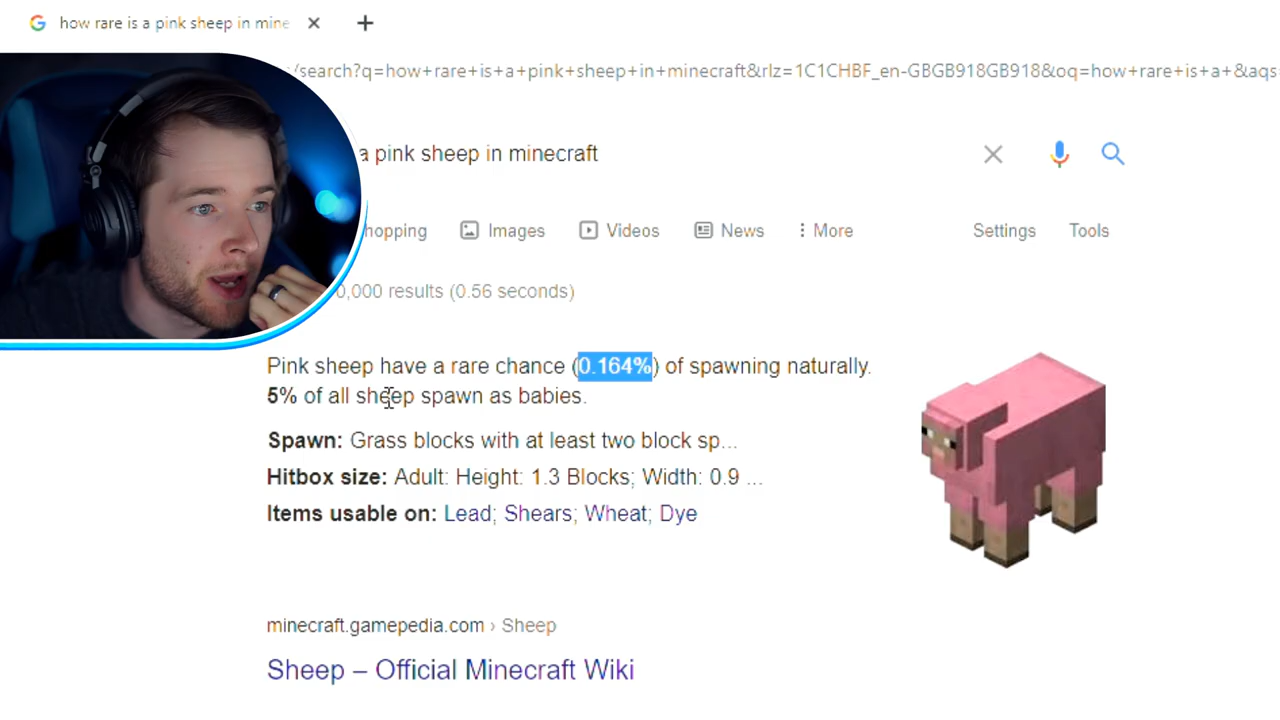 how rare is a pink sheep in mine
/search?q=how+rare+is+a+pink+sheep+in+minecraft&rlz=1C1CHBF_en-GBGB918GB918&oq=how+rare+is+a+&aqs=
a pink sheep in minecraft
hopping Images Videos News More Settings Tools
0,000 results (0.56 seconds)
Pink sheep have a rare chance (0.164%) of spawning naturally.
5% of all sheep spawn as babies.
Spawn: Grass blocks with at least two block sp...
Hitbox size: Adult: Height: 1.3 Blocks; Width: 0.9 ...
Items usable on: Lead; Shears; Wheat; Dye
minecraft.gamepedia.com › Sheep
Sheep – Official Minecraft Wiki